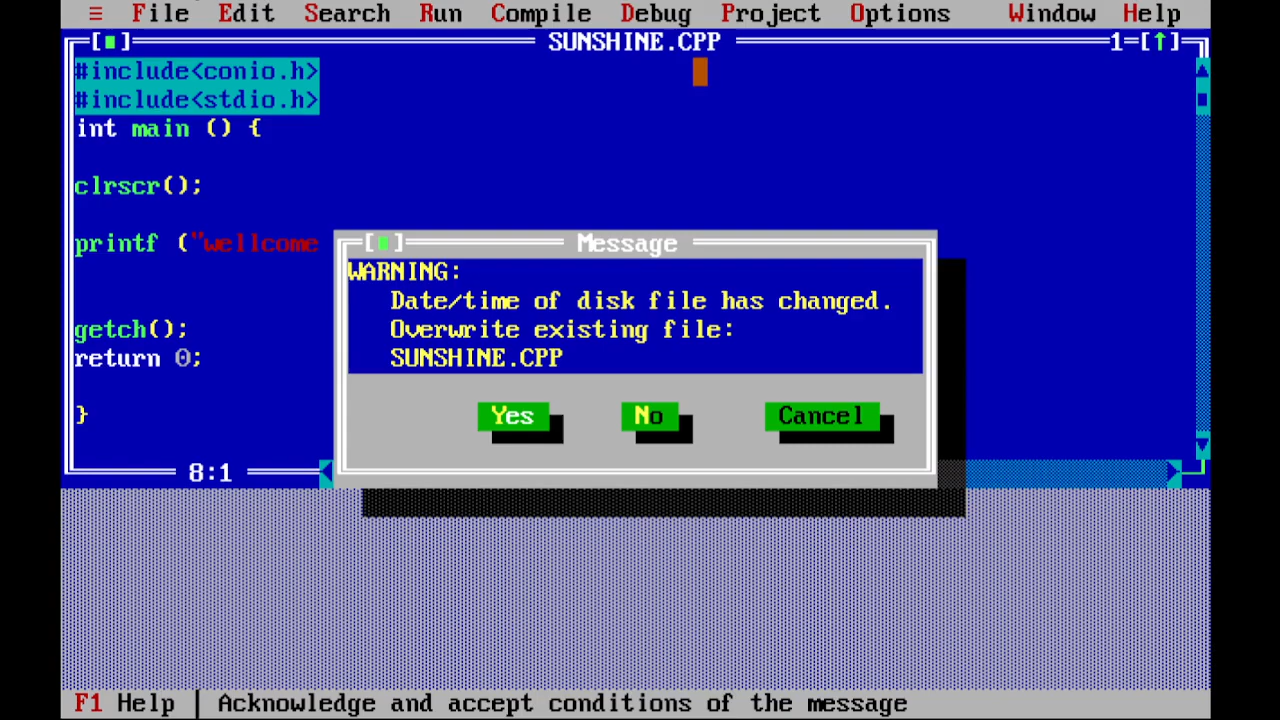 ≡ File Edit Search Run Compile Debug Project Options Window Help
[■] SUNSHINE.CPP 1=[↑]
#include<conio.h>
#include<stdio.h>
int main () {
clrscr();
printf ("wellcome
getch();
return 0;
}
8:1
[■] Message
WARNING:
Date/time of disk file has changed.
Overwrite existing file:
SUNSHINE.CPP
Yes No Cancel
F1 Help | Acknowledge and accept conditions of the message